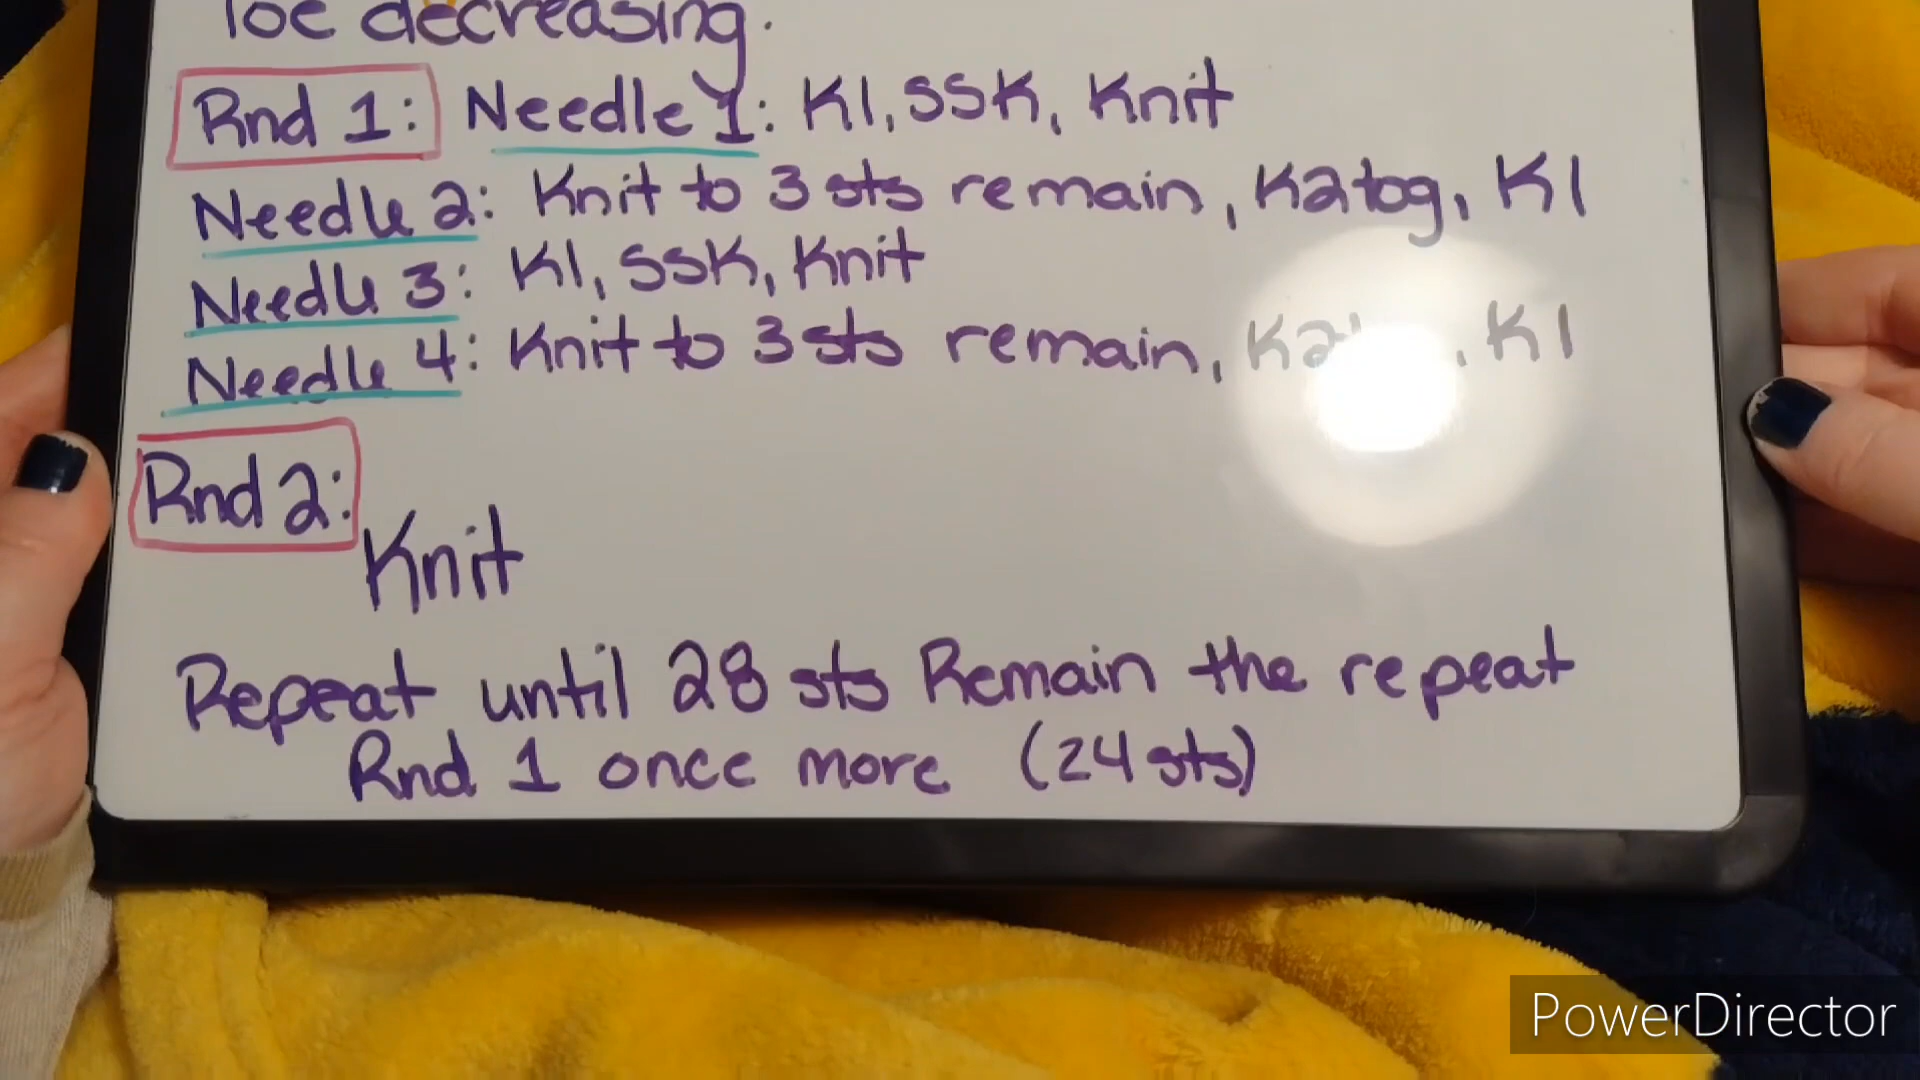 Toe decreasing.
Rnd 1: Needle 1: K1, SSK, Knit
Needle 2: Knit to 3 sts remain, K2tog, K1
Needle 3: K1, SSK, Knit
Needle 4: Knit to 3 sts remain, K2tog, K1
Rnd 2:
Knit
Repeat until 28 sts Remain the repeat
Rnd 1 once more (24 sts)
PowerDirector